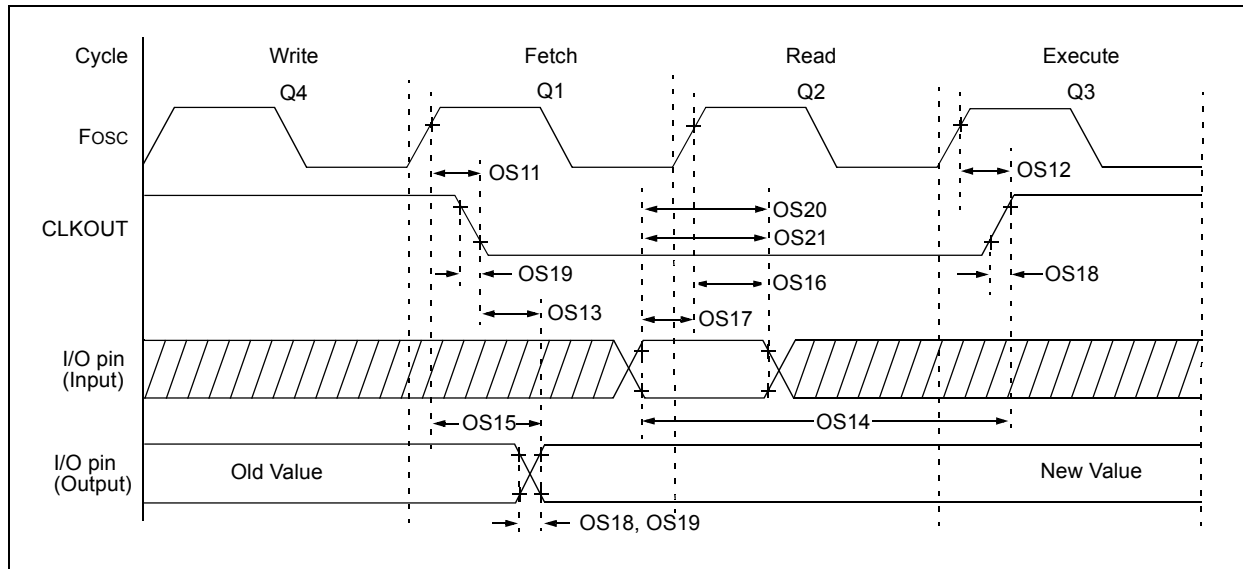 Cycle Write Fetch Read Execute
Q4 Q1 Q2 Q3
FOSC
OS11 OS12
OS20
CLKOUT
OS21
OS19 OS16 OS18
OS13 OS17
I/O pin
(Input)
OS15 OS14
I/O pin
(Output)
Old Value New Value
OS18, OS19